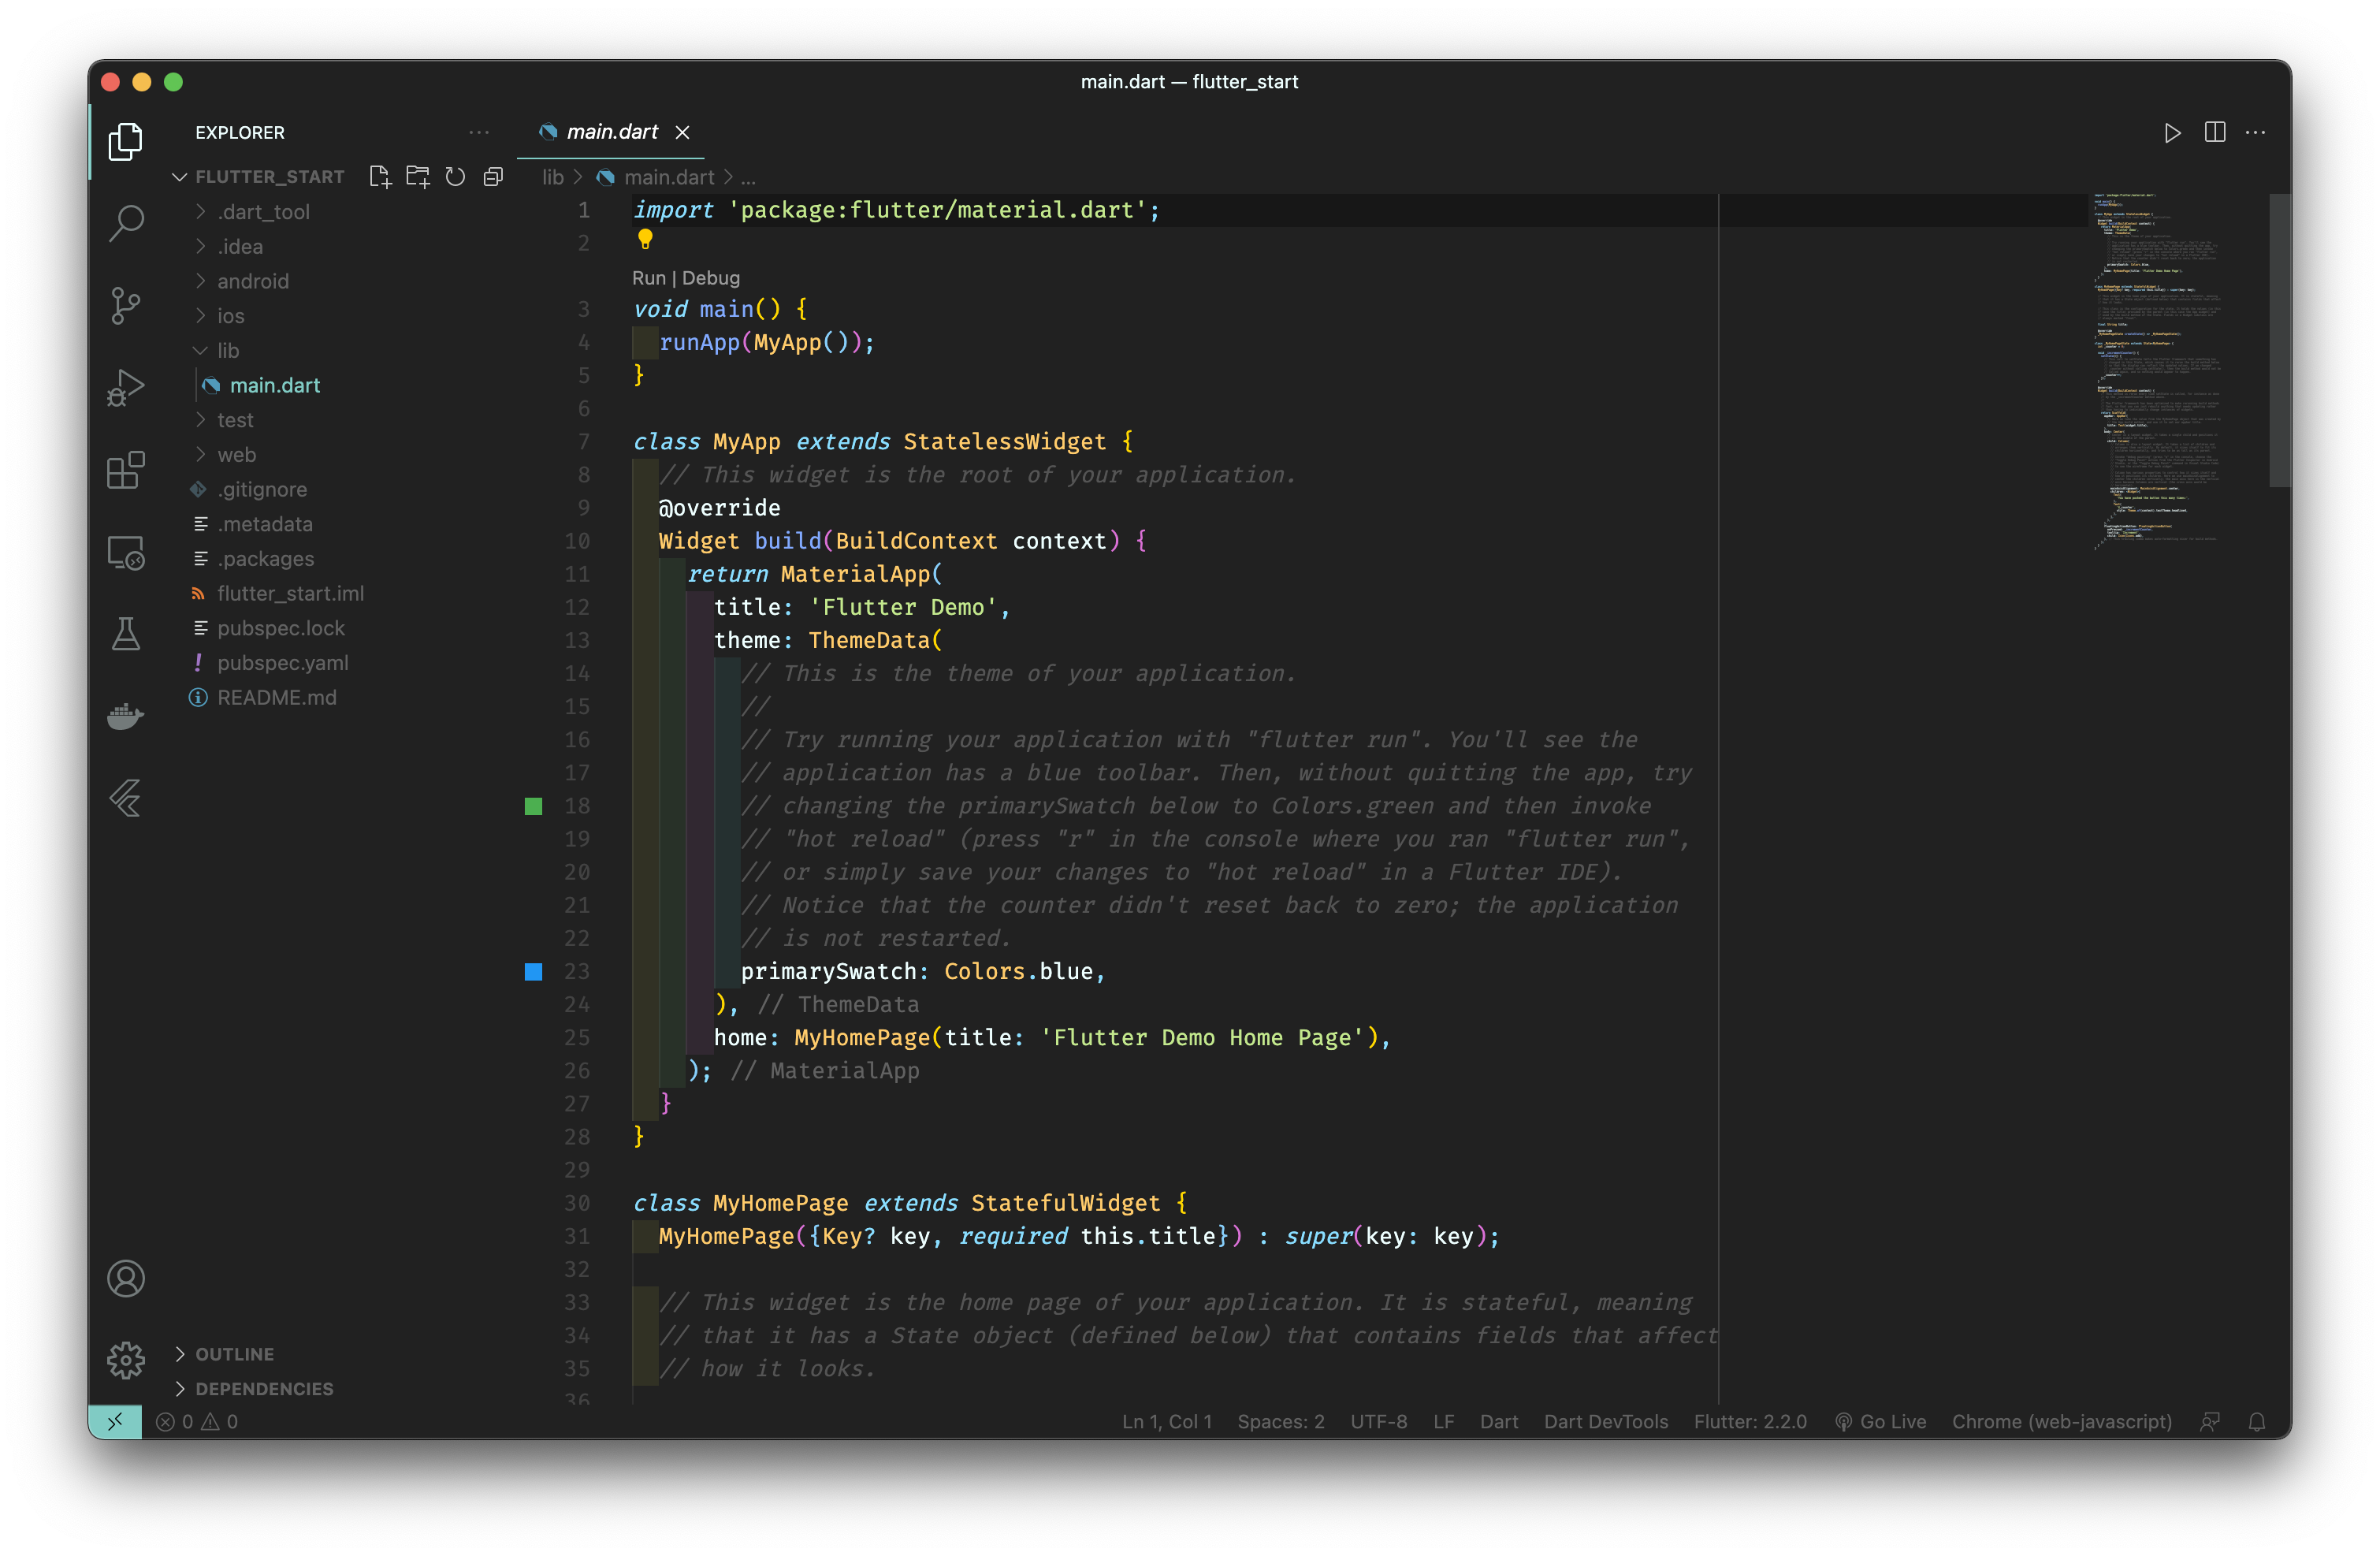 main.dart — flutter_start
EXPLORER
FLUTTER_START
.dart_tool
.idea
android
ios
lib
main.dart
test
web
.gitignore
.metadata
.packages
flutter_start.iml
pubspec.lock
pubspec.yaml
README.md
OUTLINE
DEPENDENCIES
main.dart
lib > main.dart > ...
1 import 'package:flutter/material.dart';
2
Run | Debug
3 void main() {
4 runApp(MyApp());
5 }
6
7 class MyApp extends StatelessWidget {
8 // This widget is the root of your application.
9 @override
10 Widget build(BuildContext context) {
11 return MaterialApp(
12 title: 'Flutter Demo',
13 theme: ThemeData(
14 // This is the theme of your application.
15 //
16 // Try running your application with "flutter run". You'll see the
17 // application has a blue toolbar. Then, without quitting the app, try
18 // changing the primarySwatch below to Colors.green and then invoke
19 // "hot reload" (press "r" in the console where you ran "flutter run",
20 // or simply save your changes to "hot reload" in a Flutter IDE).
21 // Notice that the counter didn't reset back to zero; the application
22 // is not restarted.
23 primarySwatch: Colors.blue,
24 ), // ThemeData
25 home: MyHomePage(title: 'Flutter Demo Home Page'),
26 ); // MaterialApp
27 }
28 }
29
30 class MyHomePage extends StatefulWidget {
31 MyHomePage({Key? key, required this.title}) : super(key: key);
32
33 // This widget is the home page of your application. It is stateful, meaning
34 // that it has a State object (defined below) that contains fields that affect
35 // how it looks.
36
0 0 Ln 1, Col 1 Spaces: 2 UTF-8 LF Dart Dart DevTools Flutter: 2.2.0 Go Live Chrome (web-javascript)